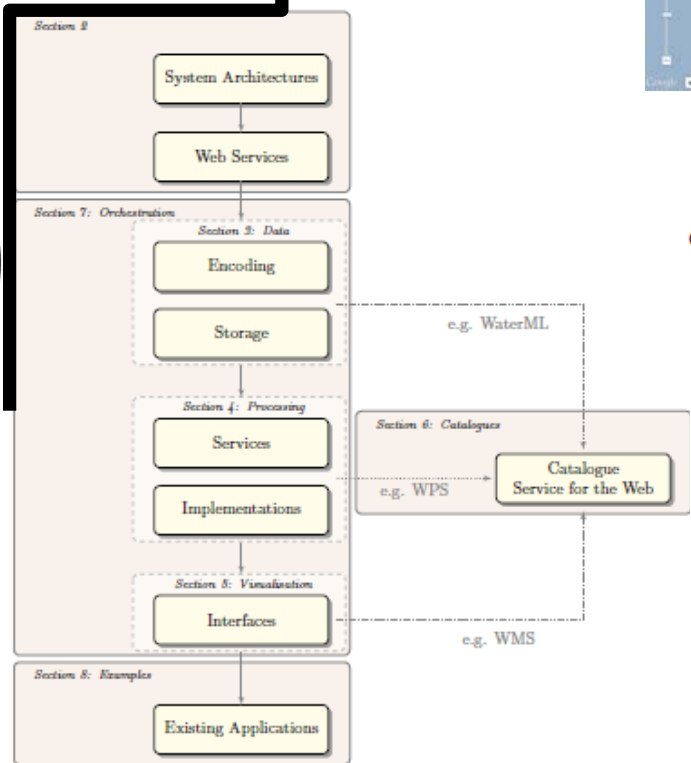 Section 2
System Architectures
Web Services
Section 7: Orchestration
Section 3: Data
Encoding
Storage
e.g. WaterML
Section 4: Processing
Services
Implementations
Section 6: Catalogues
Catalogue
Service for the Web
e.g. WPS
Section 5: Visualisation
Interfaces
e.g. WMS
Section 8: Examples
Existing Applications
Google